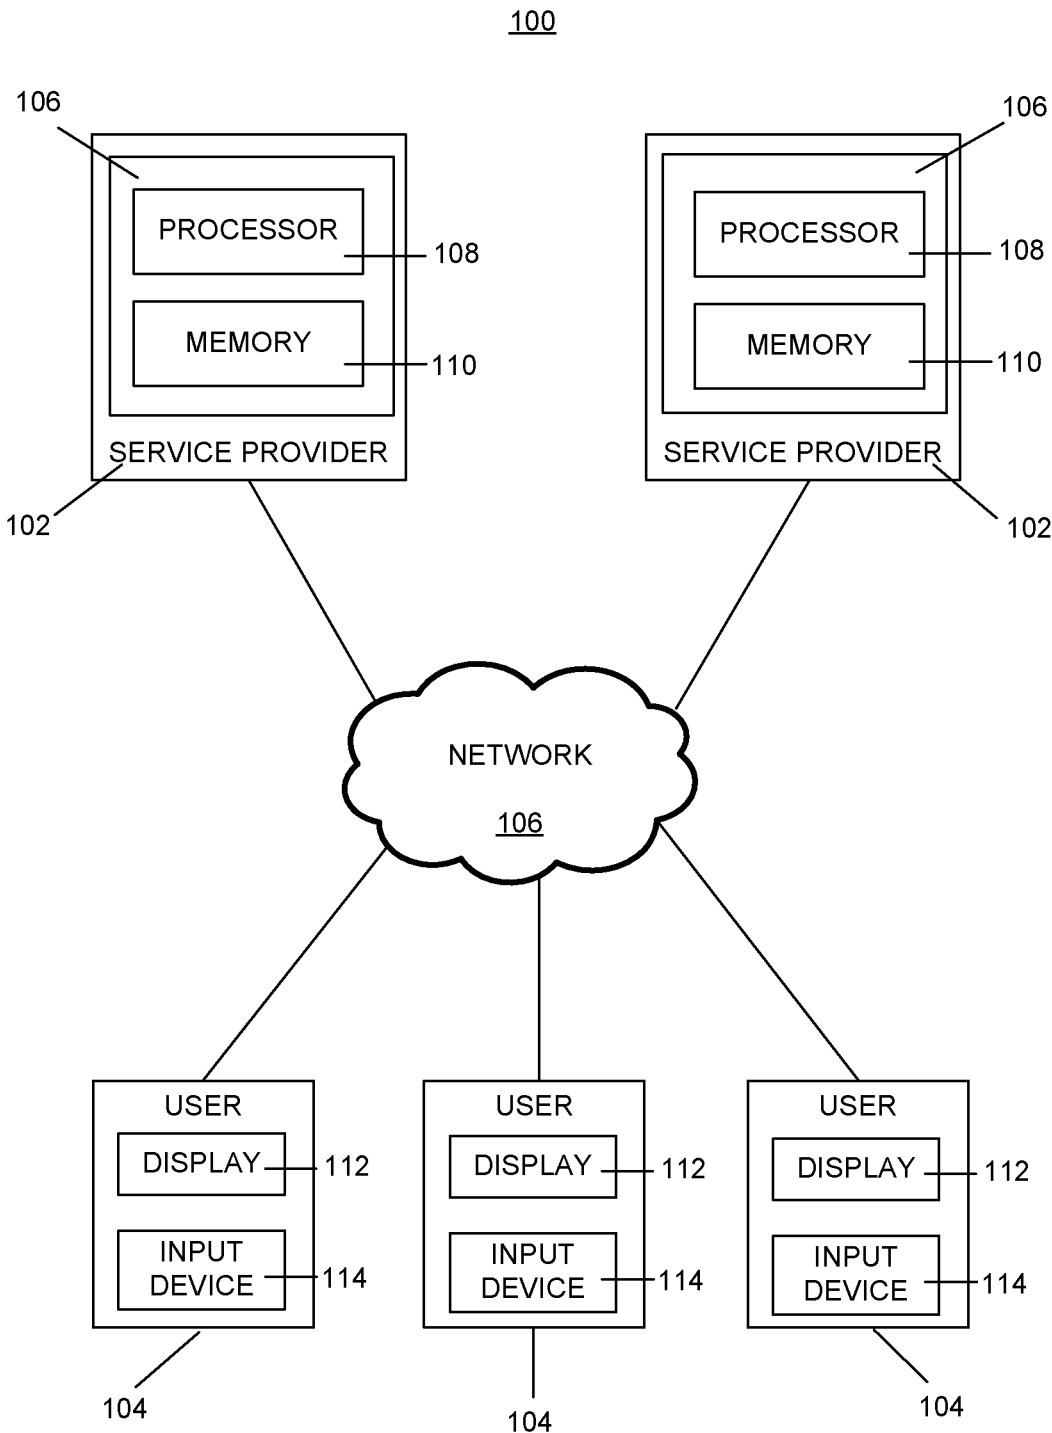 100
106
106
PROCESSOR
108
PROCESSOR
108
MEMORY
110
MEMORY
110
SERVICE PROVIDER
SERVICE PROVIDER
102
102
NETWORK
106
USER
USER
USER
DISPLAY
112
DISPLAY
112
DISPLAY
112
INPUT
DEVICE
114
INPUT
DEVICE
114
INPUT
DEVICE
114
104
104
104